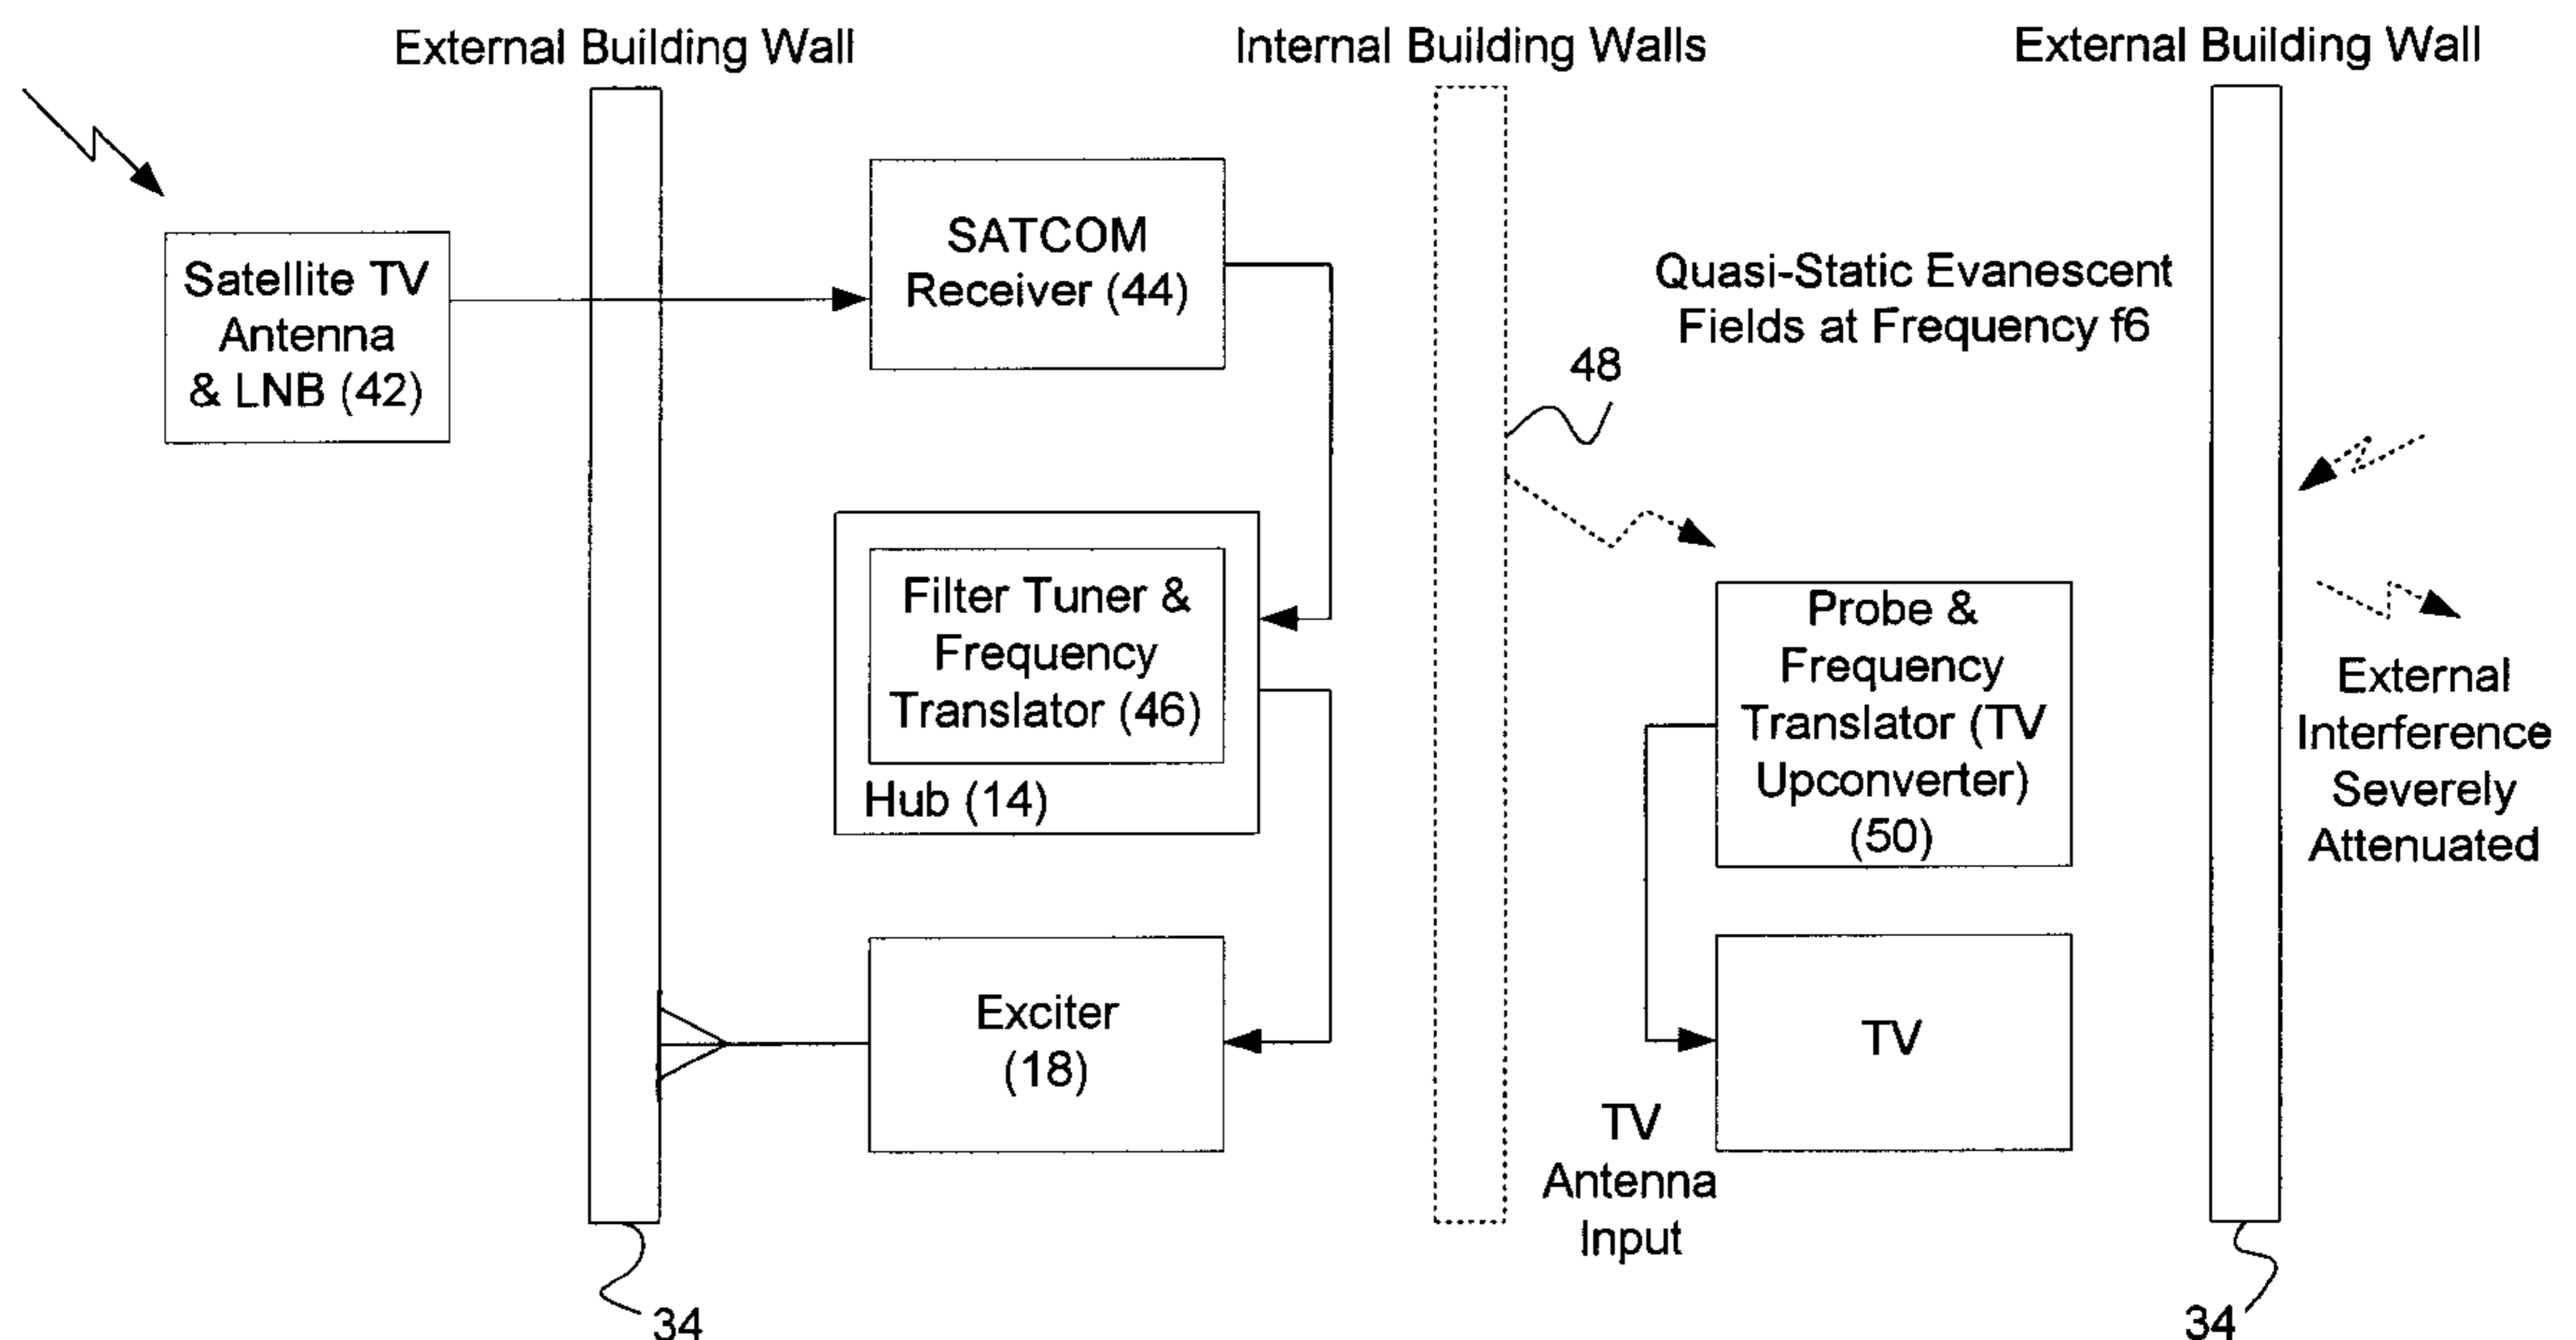 External Building Wall
Internal Building Walls
External Building Wall
Satellite TV
Antenna
& LNB (42)
SATCOM
Receiver (44)
Quasi-Static Evanescent
Fields at Frequency f6
48
Filter Tuner &
Frequency
Translator (46)
Hub (14)
Probe &
Frequency
Translator (TV
Upconverter)
(50)
External
Interference
Severely
Attenuated
Exciter
(18)
TV
TV
Antenna
Input
34
34